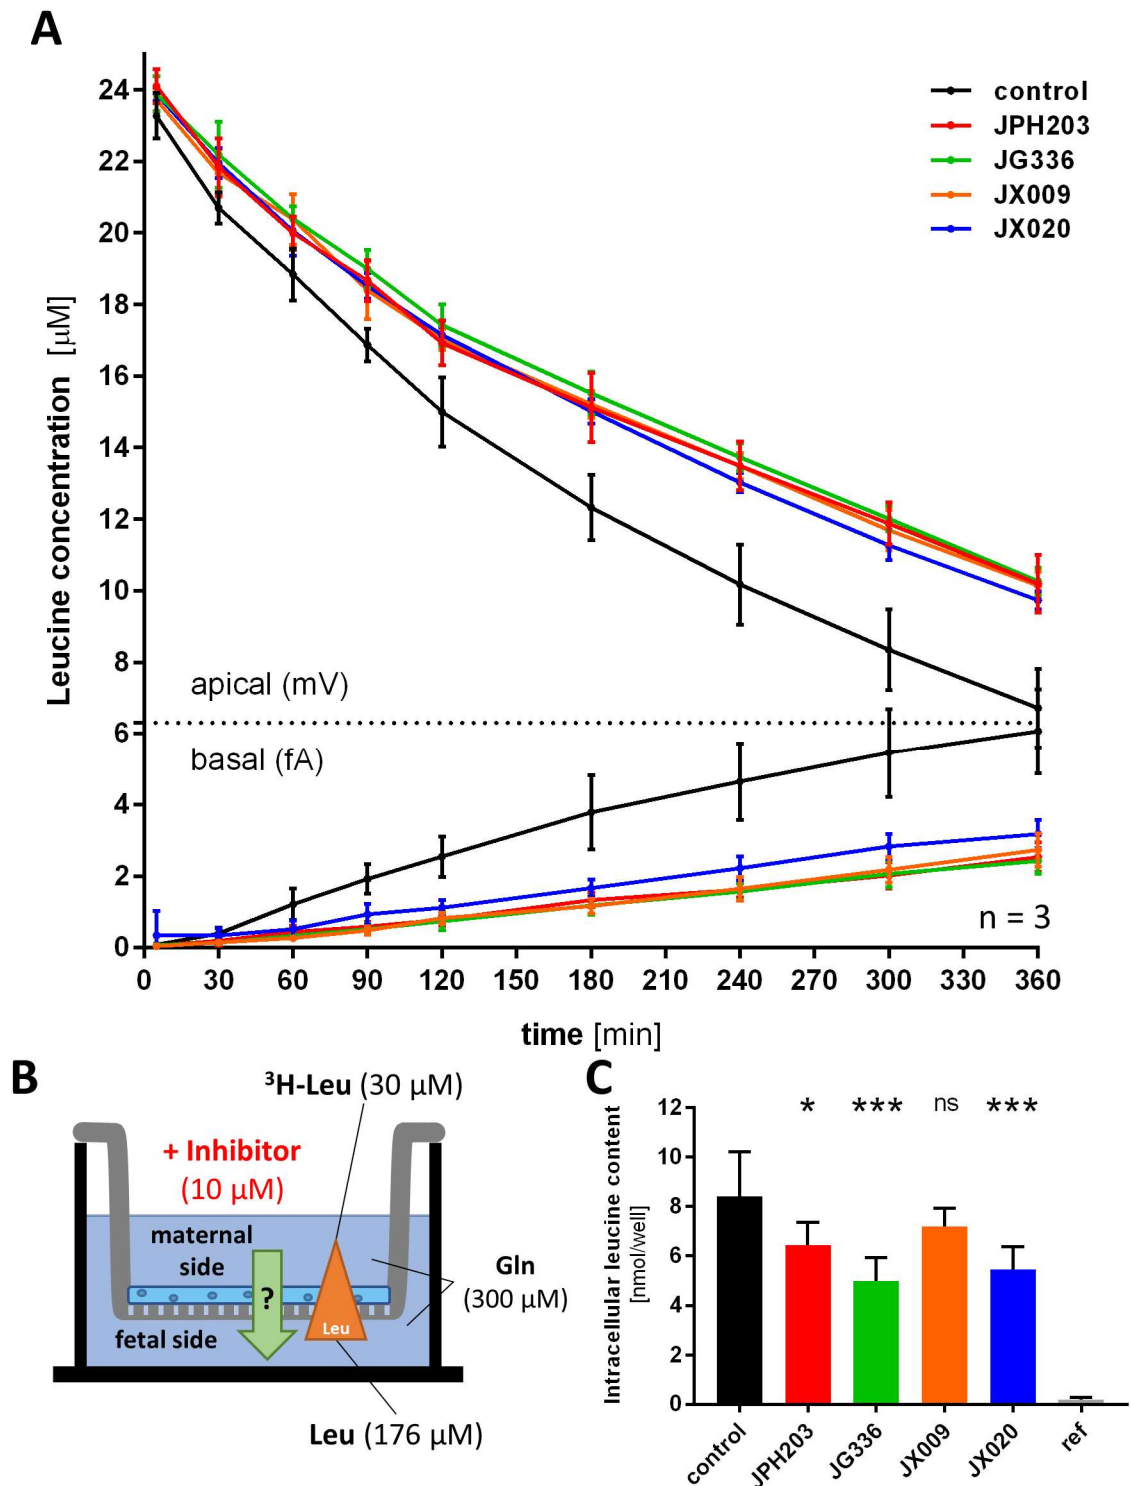 A
24
22
20
18
16
14
12
10
8
6
4
2
0
Leucine concentration [µM]
control
JPH203
JG336
JX009
JX020
apical (mV)
basal (fA)
n = 3
0 30 60 90 120 150 180 210 240 270 300 330 360
time [min]
B
³H-Leu (30 µM)
+ Inhibitor
(10 µM)
maternal
side
?
Gln
(300 µM)
Leu
fetal side
Leu (176 µM)
C
Intracellular leucine content
[nmol/well]
12
10
8
6
4
2
0
* *** ns ***
control JPH203 JG336 JX009 JX020 ref